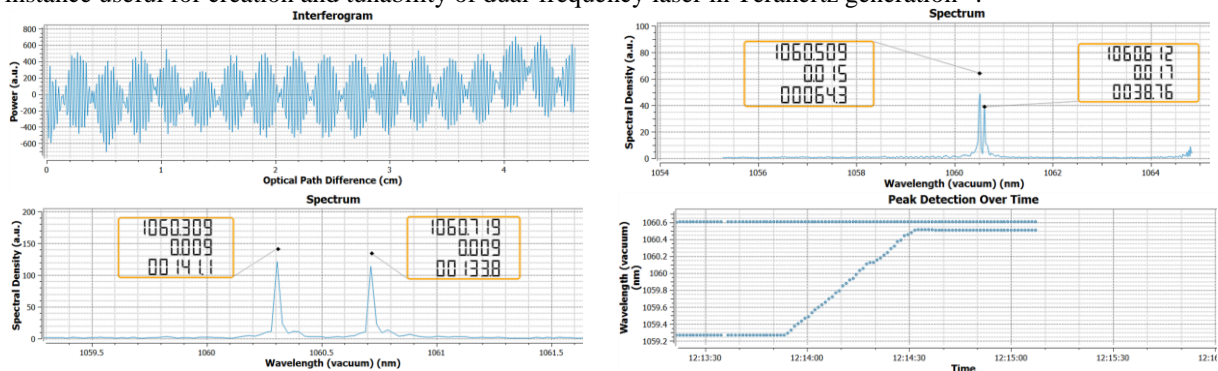 instance useful for creation and tunability of dual-frequency laser in Terahertz generation
Interferogram
Power (a.u.)
800
600
400
200
0
-200
-400
-600
0 1 2 3 4
Optical Path Difference (cm)
Spectrum
Spectral Density (a.u.)
100
80
60
40
20
0
1060.509
0.015
00064.3
1060.612
0.017
0038.76
1054 1056 1058 1060 1062 1064
Wavelength (vacuum) (nm)
Spectrum
Spectral Density (a.u.)
200
150
100
50
0
1060.309
0.009
00141.1
1060.719
0.009
00133.8
1059.5 1060 1060.5 1061 1061.5
Wavelength (vacuum) (nm)
Peak Detection Over Time
Wavelength (vacuum)
(nm)
1060.6
1060.4
1060.2
1060
1059.8
1059.6
1059.4
1059.2
12:13:30 12:14:00 12:14:30 12:15:00 12:15:30
Time